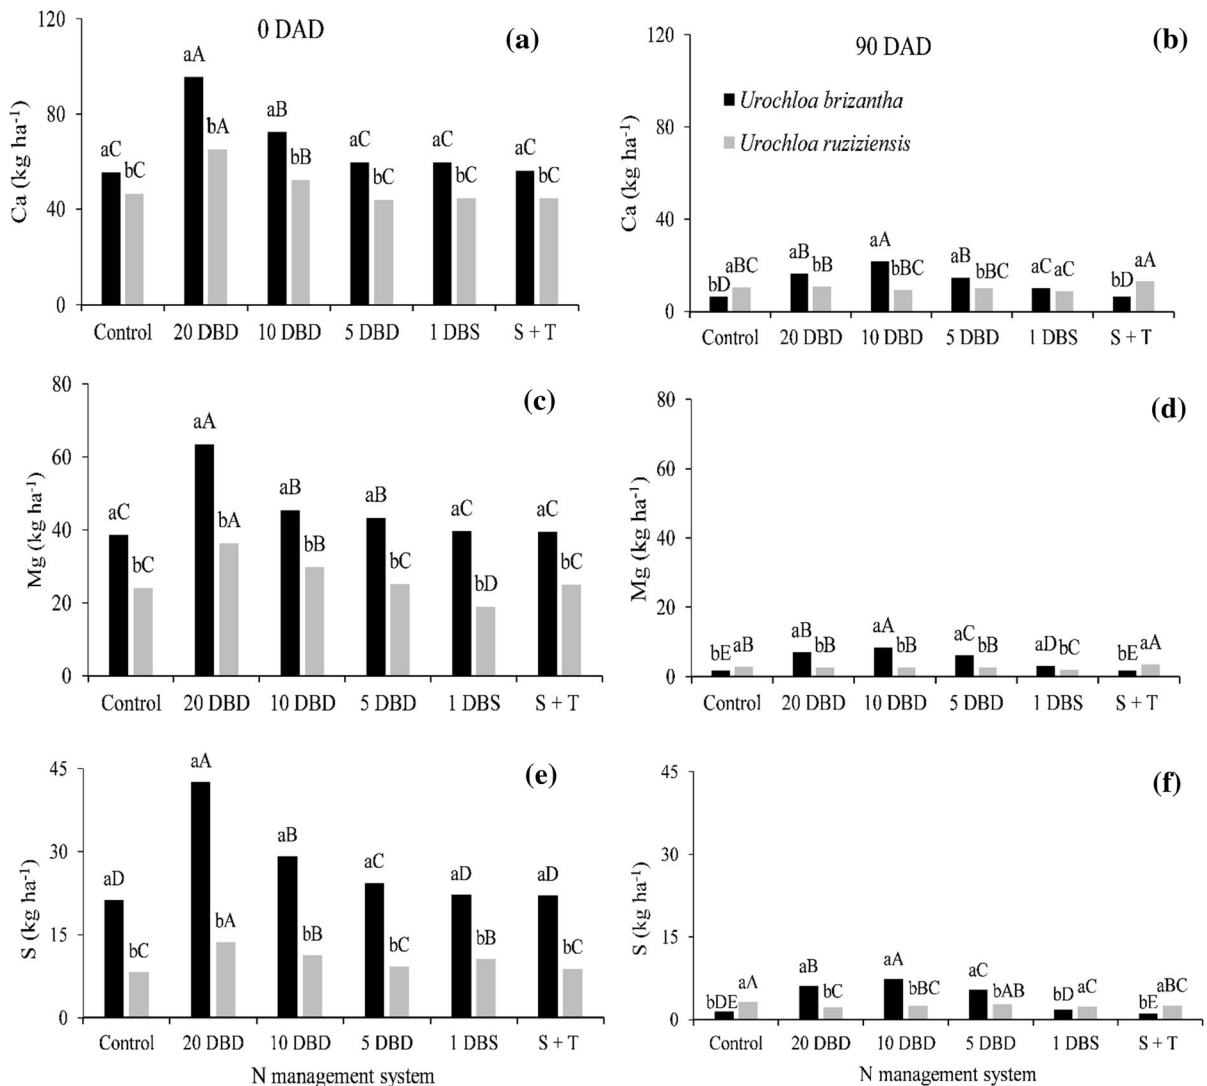 0 DAD
(a)
Ca (kg ha⁻¹)
120
80
40
0
aC
bC
aA
bA
aB
bB
aC
bC
aC
bC
aC
bC
Control
20 DBD
10 DBD
5 DBD
1 DBS
S + T
90 DAD
(b)
Urochloa brizantha
Urochloa ruziziensis
Ca (kg ha⁻¹)
120
80
40
0
bD
aBC
aB
bB
aA
bBC
aB
bBC
aC
aC
bD
aA
Control
20 DBD
10 DBD
5 DBD
1 DBS
S + T
(c)
Mg (kg ha⁻¹)
80
60
40
20
0
aC
bC
aA
bA
aB
bB
aB
bC
aC
bD
aC
bC
Control
20 DBD
10 DBD
5 DBD
1 DBS
S + T
(d)
Mg (kg ha⁻¹)
80
60
40
20
0
bE
aB
aB
bB
aA
bB
aC
bB
aD
bC
bE
aA
Control
20 DBD
10 DBD
5 DBD
1 DBS
S + T
(e)
S (kg ha⁻¹)
45
30
15
0
aD
bC
aA
bA
aB
bB
aC
bC
aD
bB
aD
bC
Control
20 DBD
10 DBD
5 DBD
1 DBS
S + T
N management system
(f)
S (kg ha⁻¹)
45
30
15
0
bDE
aA
aB
bC
aA
bBC
aC
bAB
bD
aC
bE
aBC
Control
20 DBD
10 DBD
5 DBD
1 DBS
S + T
N management system